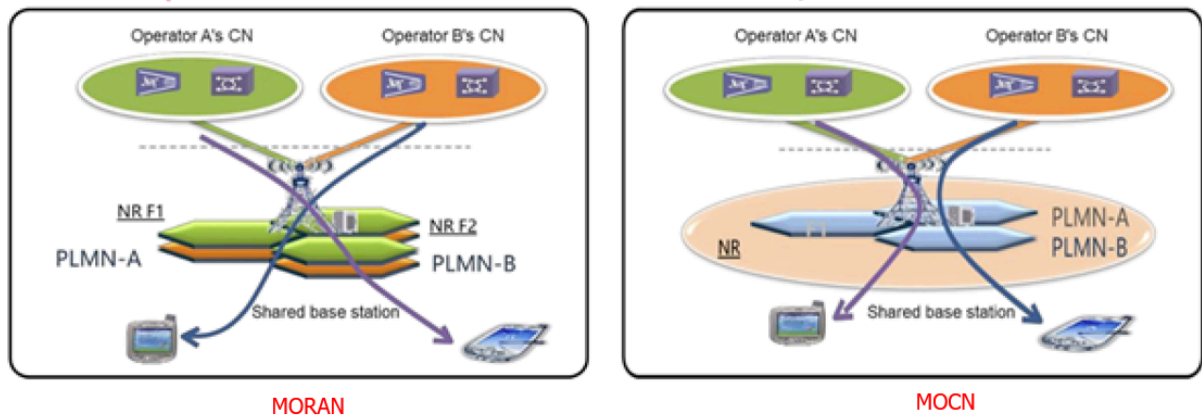 Operator A's CN
Operator B's CN
NR F1
NR F2
PLMN-A
PLMN-B
Shared base station
MORAN
Operator A's CN
Operator B's CN
PLMN-A
PLMN-B
NR
Shared base station
MOCN